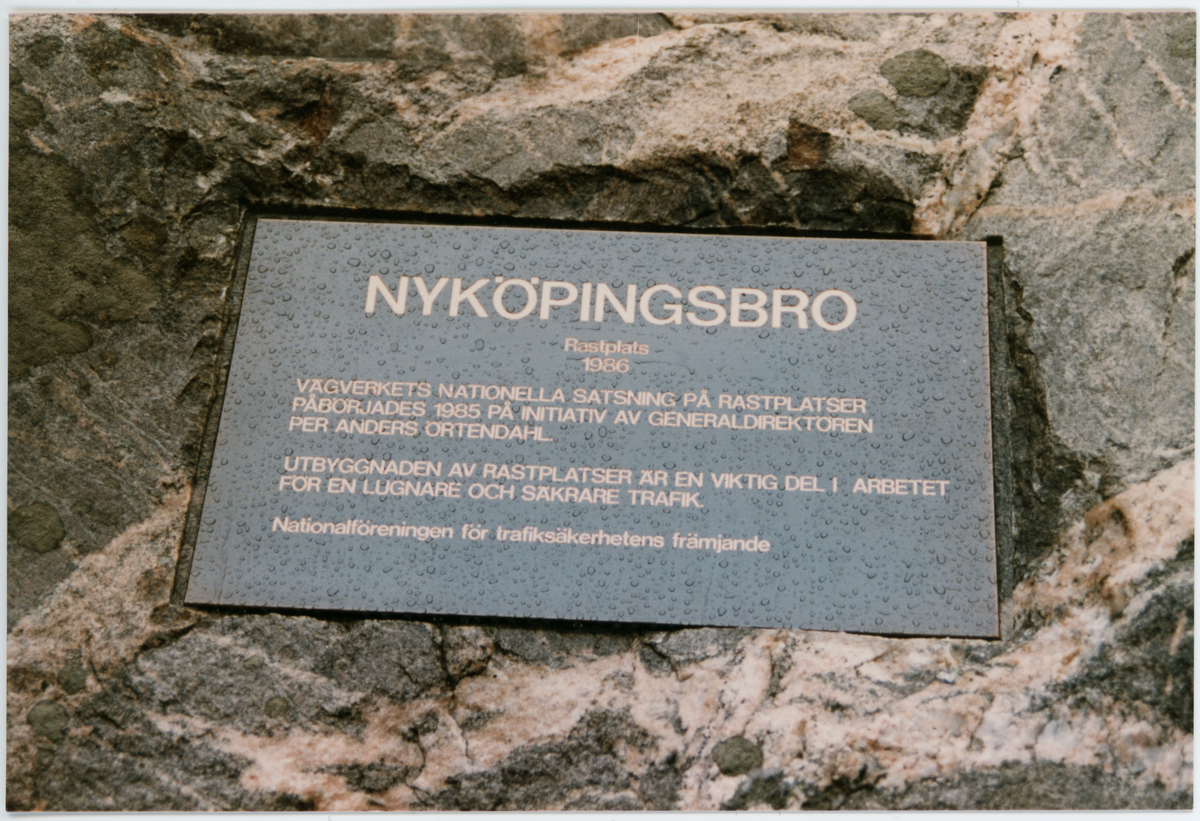 NYKÖPINGSBRO
Rastplats
1986
VÄGVERKETS NATIONELLA SATSNING PÅ RASTPLATSER
PÅBÖRJADES 1985 PÅ INITIATIV AV GENERALDIREKTÖREN
PER ANDERS ÖRTENDAHL.
UTBYGGNADEN AV RASTPLATSER ÄR EN VIKTIG DEL I ARBETET
FÖR EN LUGNARE OCH SÄKRARE TRAFIK.
Nationalföreningen för trafiksäkerhetens främjande